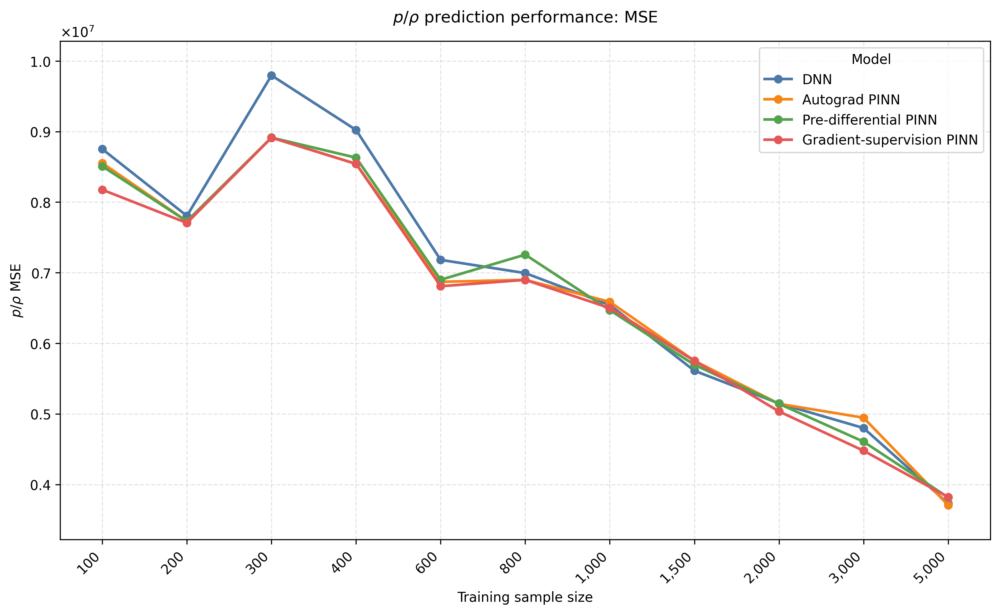 p/ρ prediction performance: MSE
×10⁷
1.0
0.9
0.8
0.7
0.6
0.5
0.4
p/ρ MSE
Model
DNN
Autograd PINN
Pre-differential PINN
Gradient-supervision PINN
100
200
300
400
600
800
1,000
1,500
2,000
3,000
5,000
Training sample size